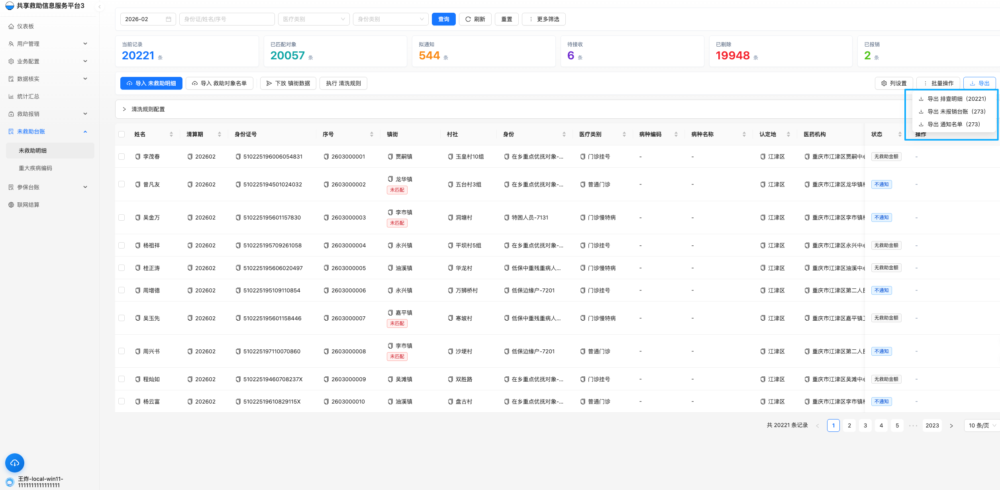 共享救助信息服务平台3
仪表板
用户管理
业务配置
数据核实
统计汇总
救助报销
未救助台账
未救助明细
重大疾病编码
参保台账
联网结算
王炸-local-win11-
1111111111111111
2026-02 身份证/姓名/序号 医疗类别 身份类别 查询 刷新 重置 更多筛选
当前记录 已匹配对象 拟通知 待接收 已剔除 已报销
20221 条 20057 条 544 条 6 条 19948 条 2 条
导入 未救助明细 导入 救助对象名单 下放 镇街数据 执行 清洗规则 列设置 批量操作 导出
导出 排查明细（20221）
导出 未报销台账（273）
导出 通知名单（273）
清洗规则配置
姓名 清算期 身份证号 序号 镇街 村社 身份 医疗类别 病种编码 病种名称 认定地 医药机构 状态 操作
李茂春 202602 510225196006054831 2603000001 贾嗣镇 玉皇村10组 在乡重点优抚对象-... 门诊挂号 - - 江津区 重庆市江津区贾嗣中心 无救助金额 -
曾凡友 202602 510225194501024032 2603000002 龙华镇 未匹配 五台村3组 在乡重点优抚对象-... 普通门诊 - - 江津区 重庆市江津区龙华镇 不通知 -
吴金万 202602 510225195601157830 2603000003 李市镇 未匹配 洞塘村 特困人员-7131 门诊慢特病 - - 江津区 重庆市江津区李市镇 不通知 -
杨祖祥 202602 510225195709261058 2603000004 永兴镇 平坝村5组 在乡重点优抚对象-... 门诊挂号 - - 江津区 重庆市江津区永兴中心 无救助金额 -
桂正涛 202602 510225195606020497 2603000005 油溪镇 华龙村 低保中重残重病人... 门诊慢特病 - - 江津区 重庆市江津区油溪中心 无救助金额 -
周增德 202602 510225195109110854 2603000006 永兴镇 万狮桥村 低保边缘户-7201 门诊挂号 - - 江津区 重庆市江津区第二人 不通知 -
吴玉先 202602 510225195601158446 2603000007 嘉平镇 未匹配 寒坡村 低保中重残重病人... 门诊慢特病 - - 江津区 重庆市江津区嘉平镇 无救助金额 -
周兴书 202602 510225197110070860 2603000008 李市镇 未匹配 沙埂村 低保边缘户-7201 普通门诊 - - 江津区 重庆市江津区第二人 不通知 -
程灿如 202602 51022519460708237X 2603000009 吴滩镇 双胜路 在乡重点优抚对象-... 门诊挂号 - - 江津区 重庆市江津区吴滩中心 无救助金额 -
杨云富 202602 51022519610829115X 2603000010 油溪镇 盘古村 在乡重点优抚对象-... 普通门诊 - - 江津区 重庆市江津区李市镇 不通知 -
共 20221 条记录 1 2 3 4 5 ··· 2023 10 条/页